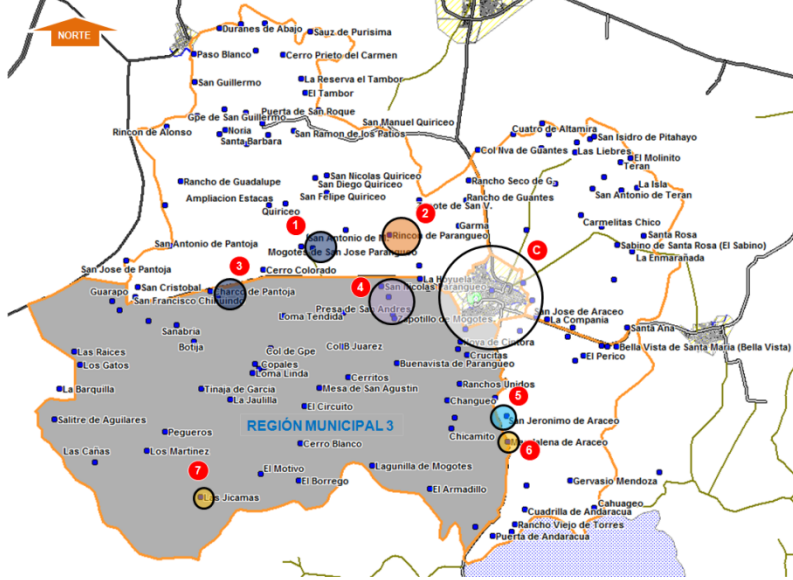 Duranes de Abajo
NORTE
Sauz de Purisima
Paso Blanco
Cerro Prieto del Carmen
San Guillermo
La Reserva el Tambor
El Tambor
Puerta de San Roque
Gpe de San Guillermo
San Manuel Quiriceo
Rincon de Alonso
Noria
San Ramon de los Patios
Santa Barbara
Cuatro de Altamira
San Isidro de Pitahayo
Col Nva de Guantes
Las Liebres
El Molinito
Teran
San Nicolas Quiriceo
Rancho de Guadalupe
San Diego Quiriceo
Rancho Seco de G.
La Isla
Ampliacion Estacas
San Felipe Quiriceo
Rancho de Guantes
San Antonio de Teran
Quiriceo
Carmelitas Chico
1
2
Garma
Santa Rosa
San Antonio de Pantoja
San Antonio de M.
Rincon de Parangueo
C
Sabino de Santa Rosa (El Sabino)
Mogotes de San Jose Parangueo
La Enmarañada
San Jose de Pantoja
3
Cerro Colorado
4
La Hoyuela
San Cristobal
Charco de Pantoja
San Nicolas Parangueo
Guarapo
San Francisco Chihuindo
Presa de San Andres
Loma Tendida
Zapotillo de Mogotes
San Jose de Araceo
La Compania
Sanabria
Santa Ana
Botija
Hoya de Cintora
Col B Juarez
Bella Vista de Santa Maria (Bella Vista)
Las Raices
Col de Gpe
Crucitas
El Perico
Los Gatos
Copales
Buenavista de Parangueo
Loma Linda
Cerritos
La Barquilla
Tinaja de Garcia
Mesa de San Agustin
Ranchos Unidos
La Jaulilla
Changueo
5
El Circuito
Salitre de Aguilares
REGIÓN MUNICIPAL 3
San Jeronimo de Araceo
Pegueros
Chicamito
Magdalena de Araceo
Las Cañas
Los Martinez
Cerro Blanco
6
7
El Motivo
Lagunilla de Mogotes
El Borrego
Gervasio Mendoza
Las Jicamas
El Armadillo
Cahuageo
Cuadrilla de Andaracua
Rancho Viejo de Torres
Puerta de Andaracua